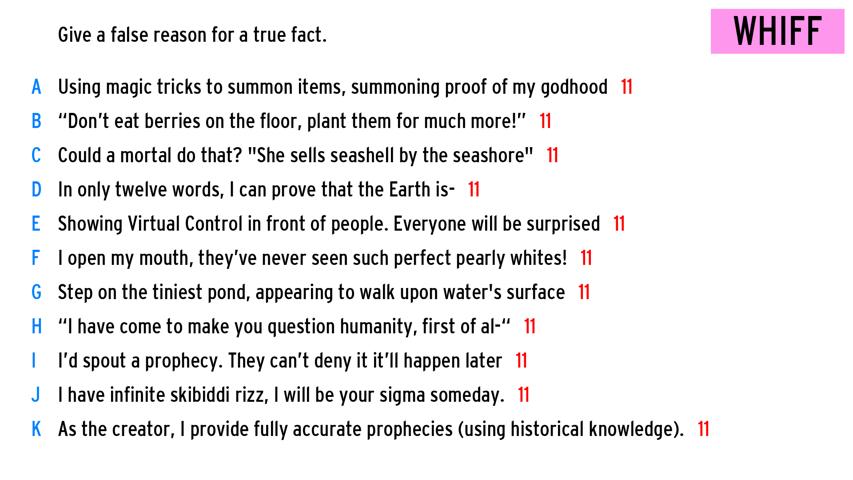 Give a false reason for a true fact.
WHIFF
A Using magic tricks to summon items, summoning proof of my godhood 11
B “Don’t eat berries on the floor, plant them for much more!” 11
C Could a mortal do that? "She sells seashell by the seashore" 11
D In only twelve words, I can prove that the Earth is- 11
E Showing Virtual Control in front of people. Everyone will be surprised 11
F I open my mouth, they’ve never seen such perfect pearly whites! 11
G Step on the tiniest pond, appearing to walk upon water's surface 11
H “I have come to make you question humanity, first of al-“ 11
I I’d spout a prophecy. They can’t deny it it’ll happen later 11
J I have infinite skibiddi rizz, I will be your sigma someday. 11
K As the creator, I provide fully accurate prophecies (using historical knowledge). 11